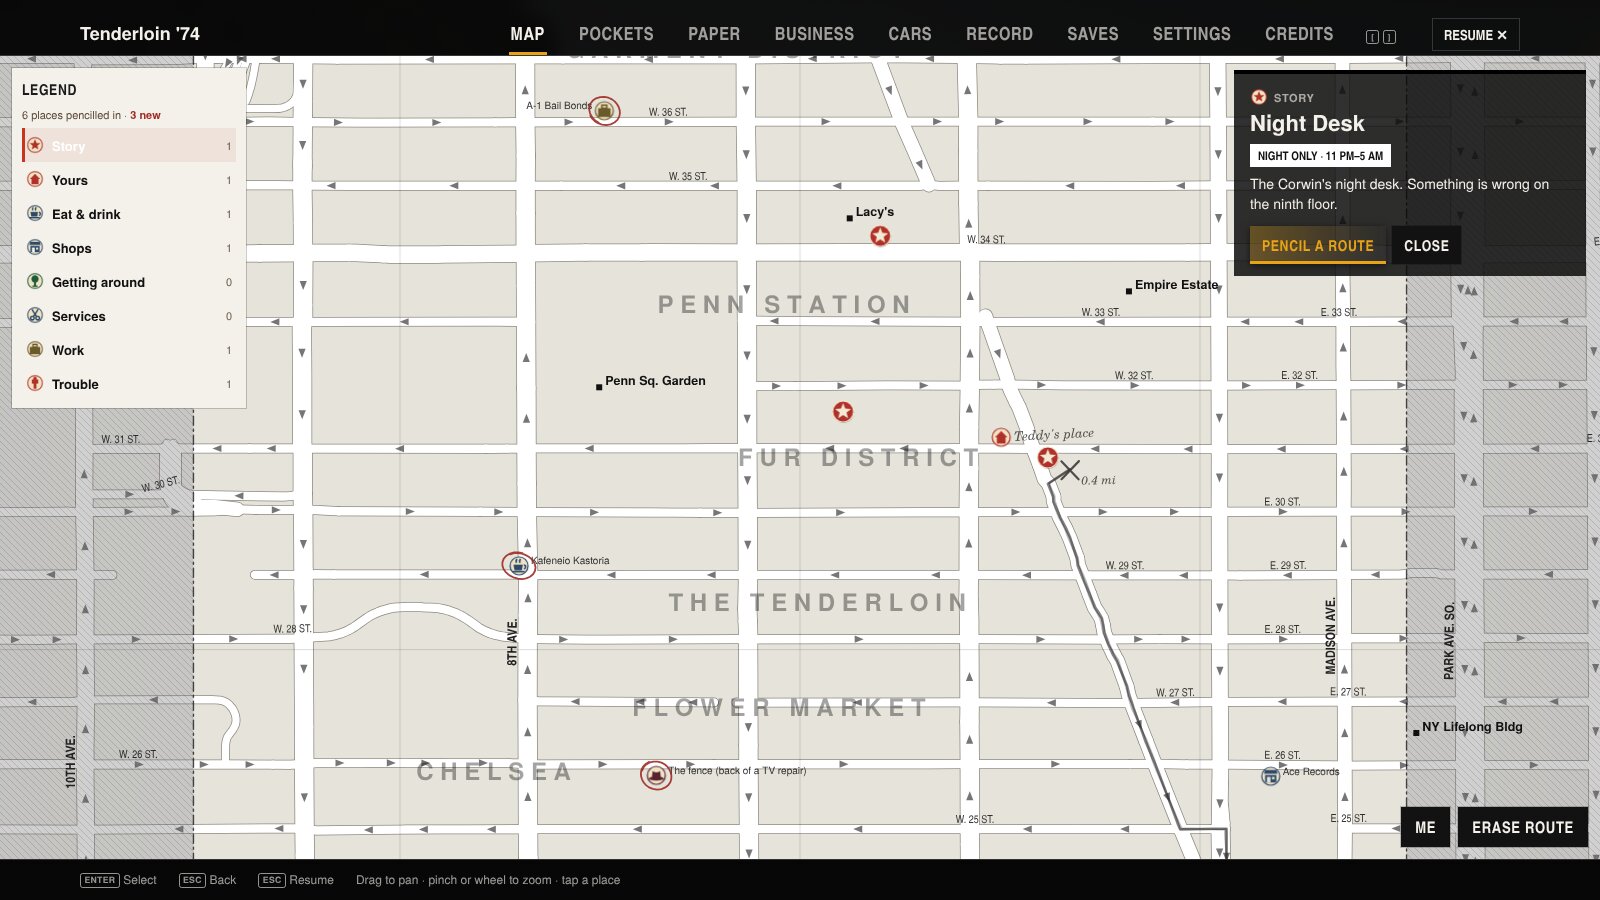 Tenderloin '74
MAP
POCKETS
PAPER
BUSINESS
CARS
RECORD
SAVES
SETTINGS
CREDITS
[ ]
RESUME ✕
LEGEND
6 places pencilled in · 3 new
Story 1
Yours 1
Eat & drink 1
Shops 1
Getting around 0
Services 0
Work 1
Trouble 1
STORY
Night Desk
NIGHT ONLY · 11 PM–5 AM
The Corwin's night desk. Something is wrong on
the ninth floor.
PENCIL A ROUTE
CLOSE
GARMENT DISTRICT
A-1 Bail Bonds
W. 36 ST.
W. 35 ST.
Lacy's
W. 34 ST.
Empire Estate
PENN STATION
W. 33 ST.
E. 33 ST.
Penn Sq. Garden
W. 32 ST.
E. 32 ST.
W. 31 ST.
Teddy's place
FUR DISTRICT
0.4 mi
W. 30 ST.
E. 30 ST.
Kafeneio Kastoria
W. 29 ST.
E. 29 ST.
THE TENDERLOIN
W. 28 ST.
8TH AVE.
E. 28 ST.
MADISON AVE.
PARK AVE. SO.
W. 27 ST.
E. 27 ST.
FLOWER MARKET
NY Lifelong Bldg
10TH AVE.
W. 26 ST.
E. 26 ST.
CHELSEA
The fence (back of a TV repair)
Ace Records
W. 25 ST.
E. 25 ST.
ME
ERASE ROUTE
ENTER Select
ESC Back
ESC Resume
Drag to pan · pinch or wheel to zoom · tap a place